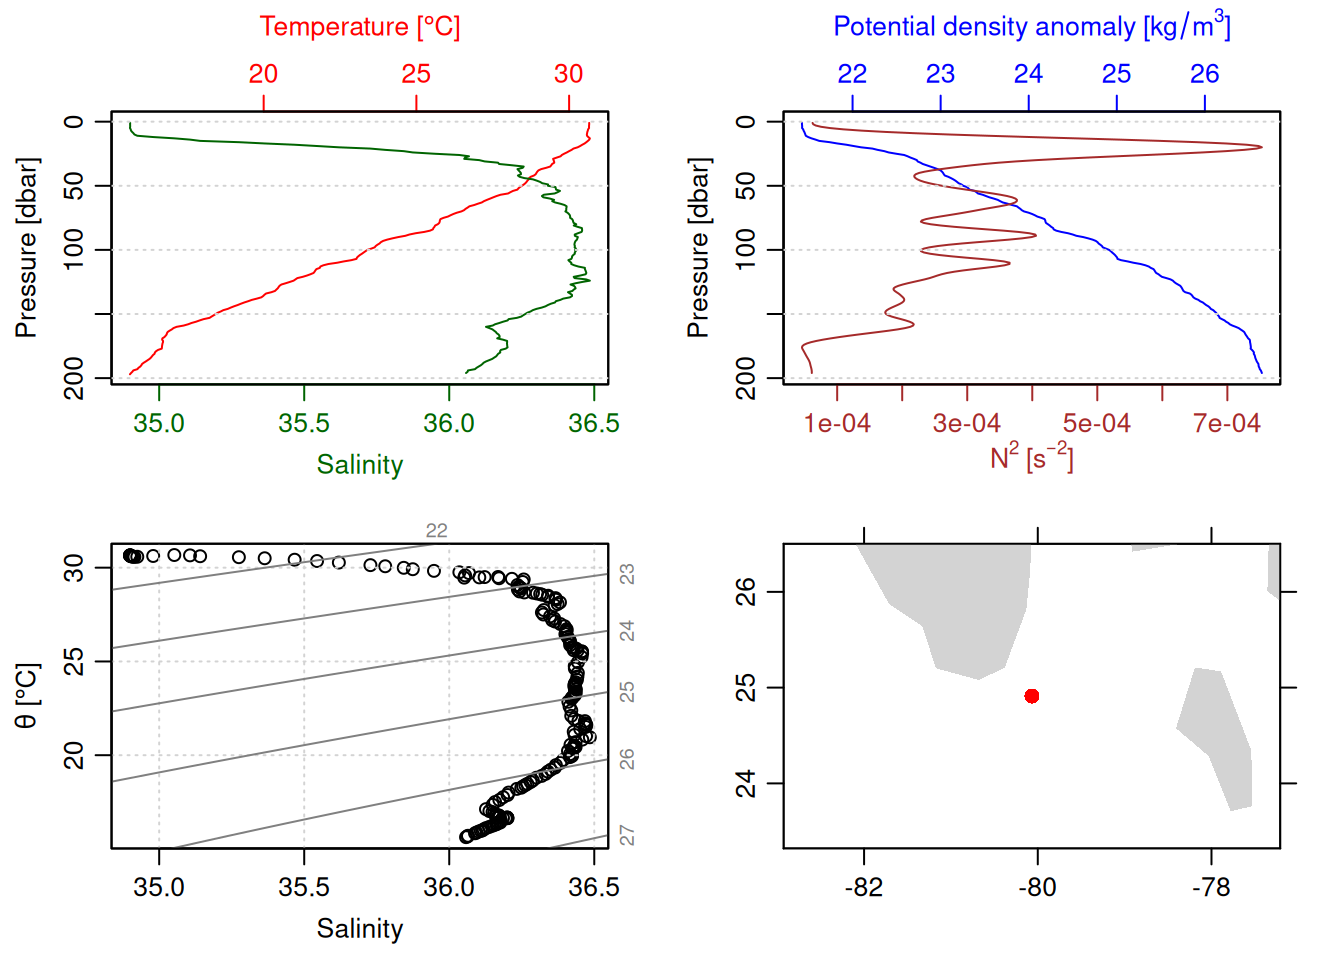 Temperature [°C]
20 25 30
0
50
100
200
Pressure [dbar]
35.0 35.5 36.0 36.5
Salinity
Potential density anomaly [kg/m³]
22 23 24 25 26
0
50
100
200
Pressure [dbar]
1e-04 3e-04 5e-04 7e-04
N² [s⁻²]
22
30
25
20
θ [°C]
23
24
25
26
27
35.0 35.5 36.0 36.5
Salinity
26
25
24
-82 -80 -78